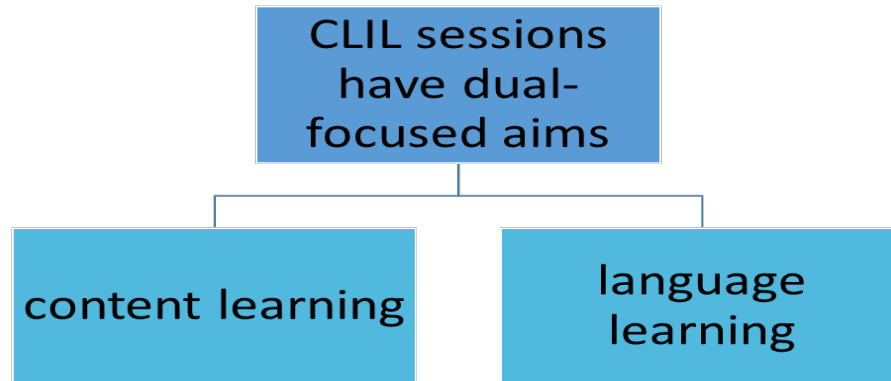 CLIL sessions
have dual-
focused aims
content learning
language
learning